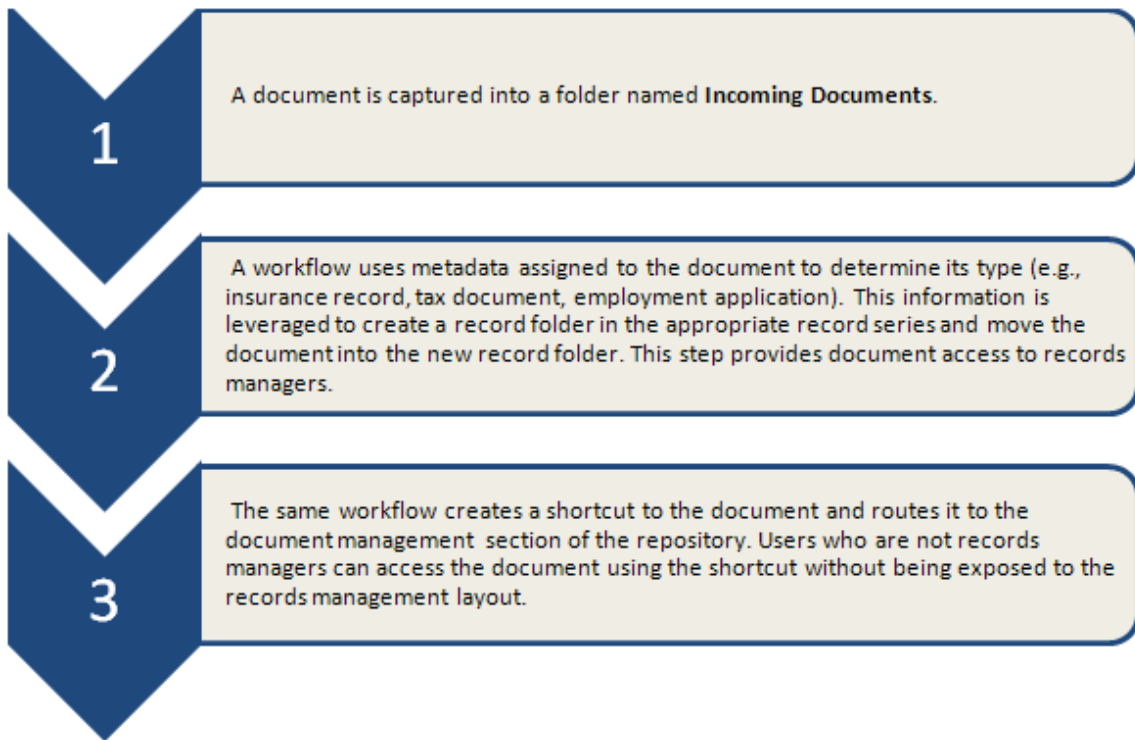 1
A document is captured into a folder named Incoming Documents.
2
A workflow uses metadata assigned to the document to determine its type (e.g.,
insurance record, tax document, employment application). This information is
leveraged to create a record folder in the appropriate record series and move the
document into the new record folder. This step provides document access to records
managers.
3
The same workflow creates a shortcut to the document and routes it to the
document management section of the repository. Users who are not records
managers can access the document using the shortcut without being exposed to the
records management layout.